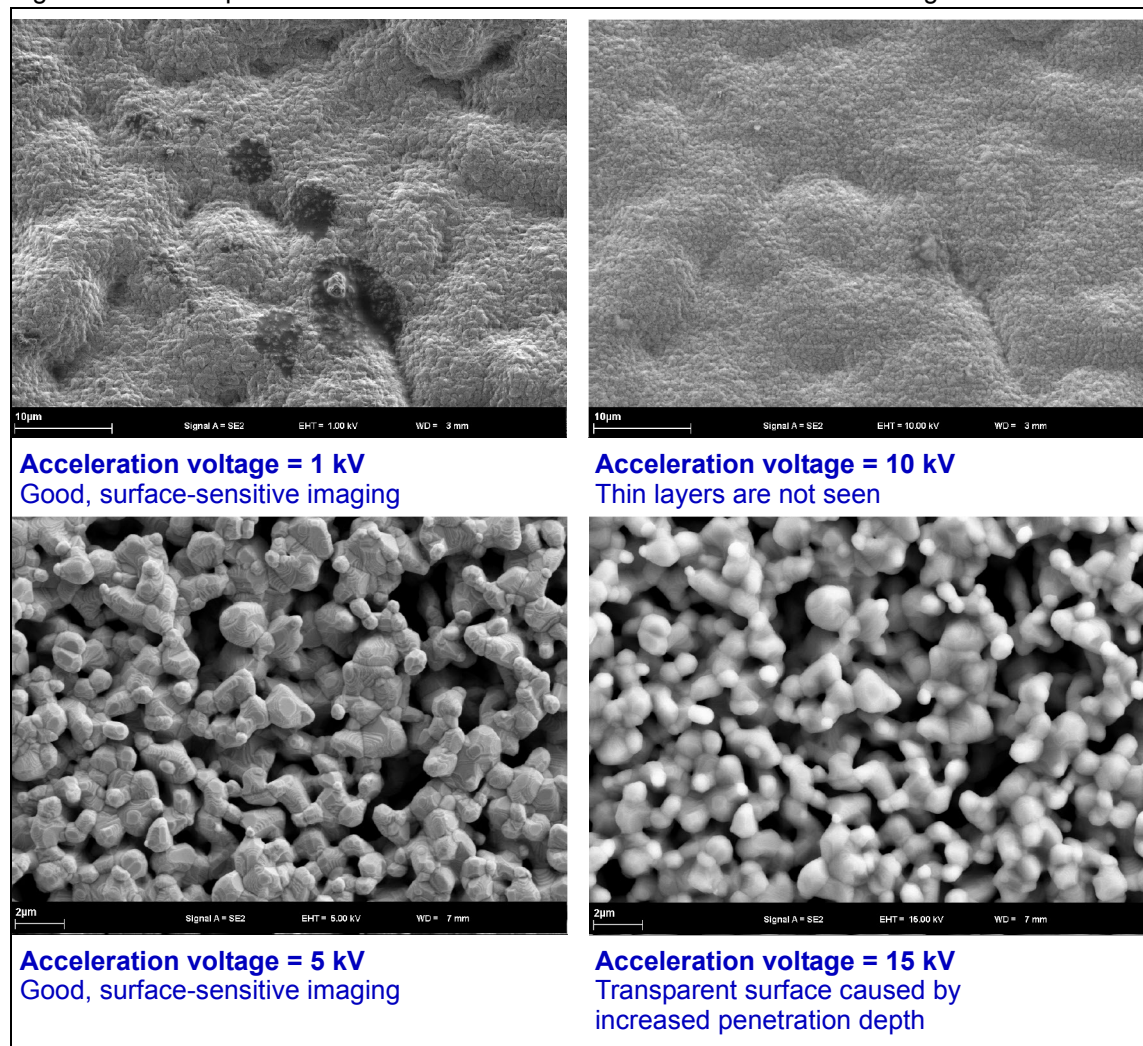 10µm
Signal A = SE2 EHT = 1.00 kV WD = 3 mm
10µm
Signal A = SE2 EHT = 10.00 kV WD = 3 mm
Acceleration voltage = 1 kV
Good, surface-sensitive imaging
Acceleration voltage = 10 kV
Thin layers are not seen
2µm
Signal A = SE2 EHT = 5.00 kV WD = 7 mm
2µm
Signal A = SE2 EHT = 15.00 kV WD = 7 mm
Acceleration voltage = 5 kV
Good, surface-sensitive imaging
Acceleration voltage = 15 kV
Transparent surface caused by
increased penetration depth